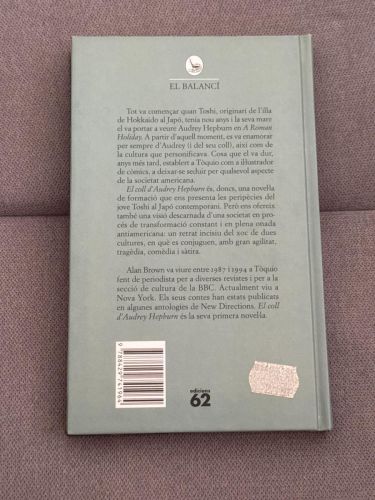 EL BALANCÍ
Tot va començar quan Toshi, originari de l'illa
de Hokkaido al Japó, tenia nou anys i la seva mare
el va portar a veure Audrey Hepburn en A Roman
Holiday. A partir d'aquell moment, es va enamorar
per sempre d'Audrey (i del seu coll), així com de
la cultura que personificava. Cosa que el va dur,
anys més tard, establert a Tòquio com a il·lustrador
de còmics, a deixar-se seduir per qualsevol aspecte
de la societat americana.
El coll d'Audrey Hepburn és, doncs, una novel·la
de formació que ens presenta les peripècies del
jove Toshi al Japó contemporani. Però ens ofereix
també una visió descarnada d'una societat en pro-
cés de transformació constant i en plena onada
antiamericana: un retrat incisiu del xoc de dues
cultures, en què es conjuguen, amb gran agilitat,
tragèdia, comèdia i sàtira.
Alan Brown va viure entre 1987 i 1994 a Tòquio
fent de periodista per a diverses revistes i per a la
secció de cultura de la BBC. Actualment viu a
Nova York. Els seus contes han estat publicats
en algunes antologies de New Directions. El coll
d'Audrey Hepburn és la seva primera novel·la.
9 788429 741964
edicions
62